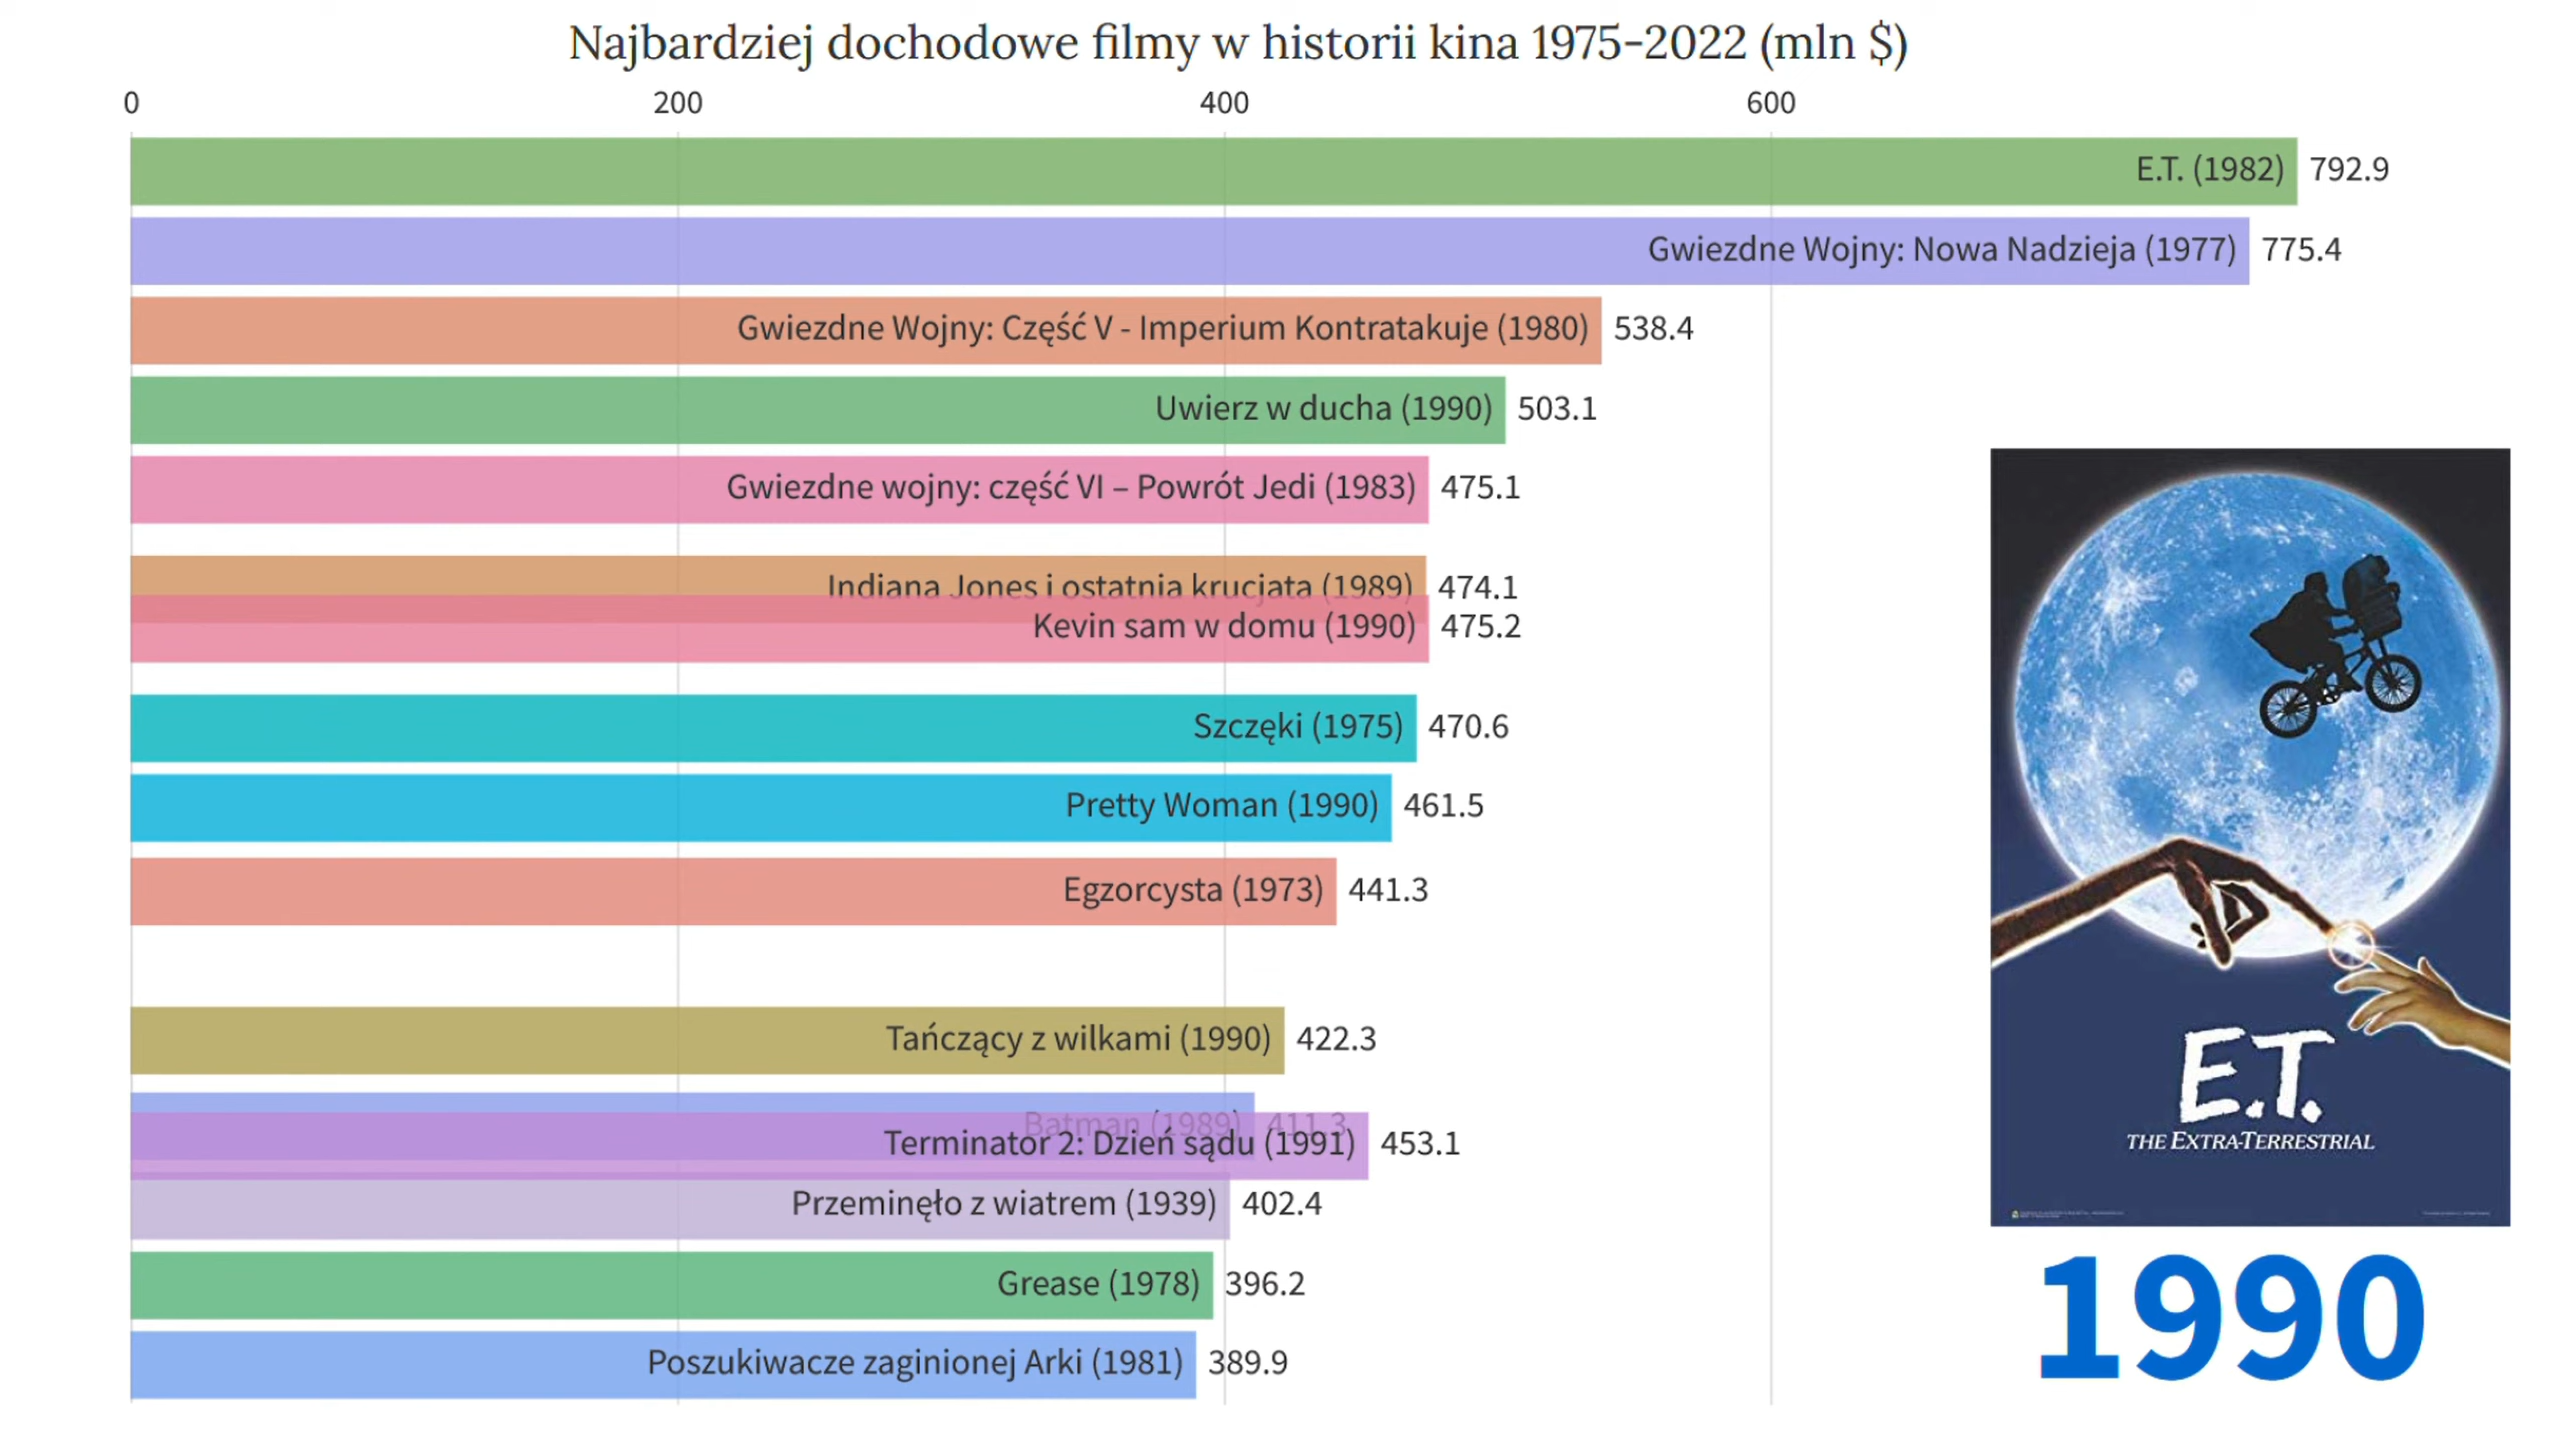 Najbardziej dochodowe filmy w historii kina 1975-2022 (mln $)
0 200 400 600
E.T. (1982) 792.9
Gwiezdne Wojny: Nowa Nadzieja (1977) 775.4
Gwiezdne Wojny: Część V - Imperium Kontratakuje (1980) 538.4
Uwierz w ducha (1990) 503.1
Gwiezdne wojny: część VI – Powrót Jedi (1983) 475.1
Indiana Jones i ostatnia krucjata (1989) 474.1
Kevin sam w domu (1990) 475.2
Szczęki (1975) 470.6
Pretty Woman (1990) 461.5
Egzorcysta (1973) 441.3
Tańczący z wilkami (1990) 422.3
Batman (1989) 411.3
Terminator 2: Dzień sądu (1991) 453.1
Przeminęło z wiatrem (1939) 402.4
Grease (1978) 396.2
Poszukiwacze zaginionej Arki (1981) 389.9
E.T.
THE EXTRA-TERRESTRIAL
1990